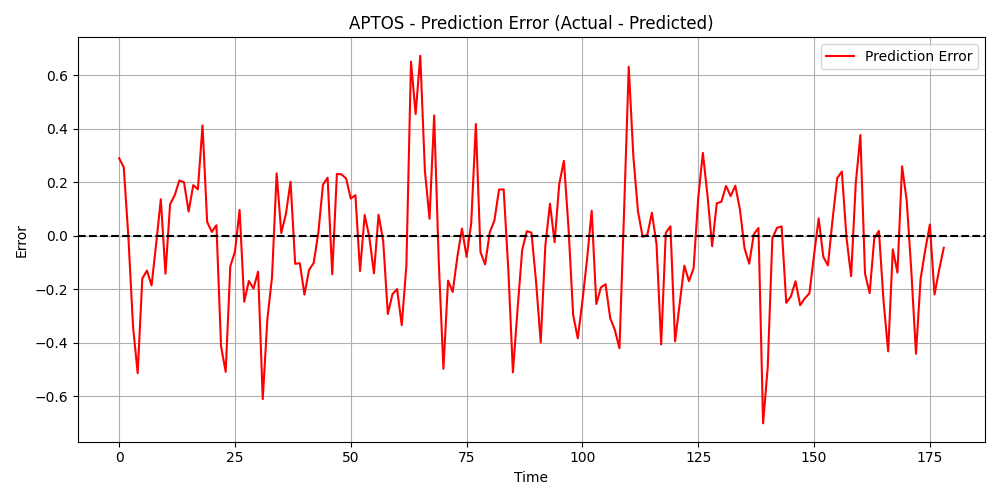 APTOS - Prediction Error (Actual - Predicted)
Prediction Error
Error
0.6
0.4
0.2
0.0
−0.2
−0.4
−0.6
0 25 50 75 100 125 150 175
Time